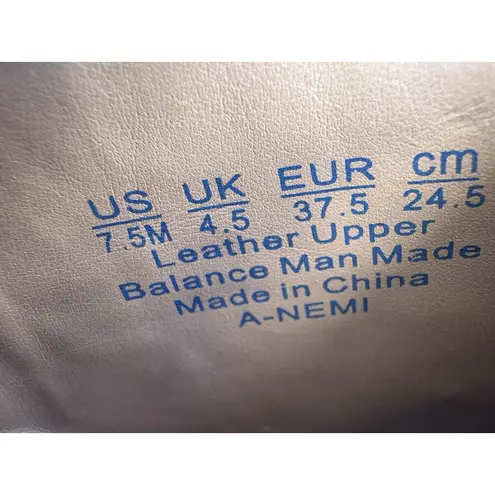 US UK EUR cm
7.5M 4.5 37.5 24.5
Leather Upper
Balance Man Made
Made in China
A-NEMI